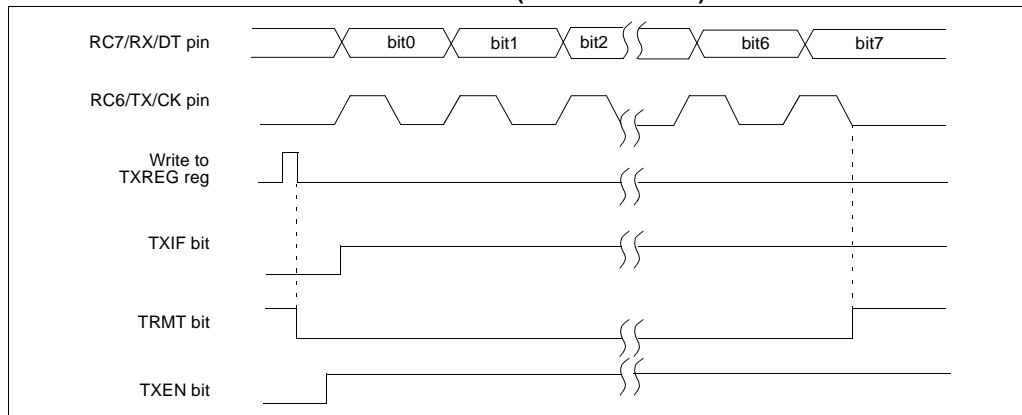 RC7/RX/DT pin
bit0
bit1
bit2
bit6
bit7
RC6/TX/CK pin
Write to
TXREG reg
TXIF bit
TRMT bit
TXEN bit